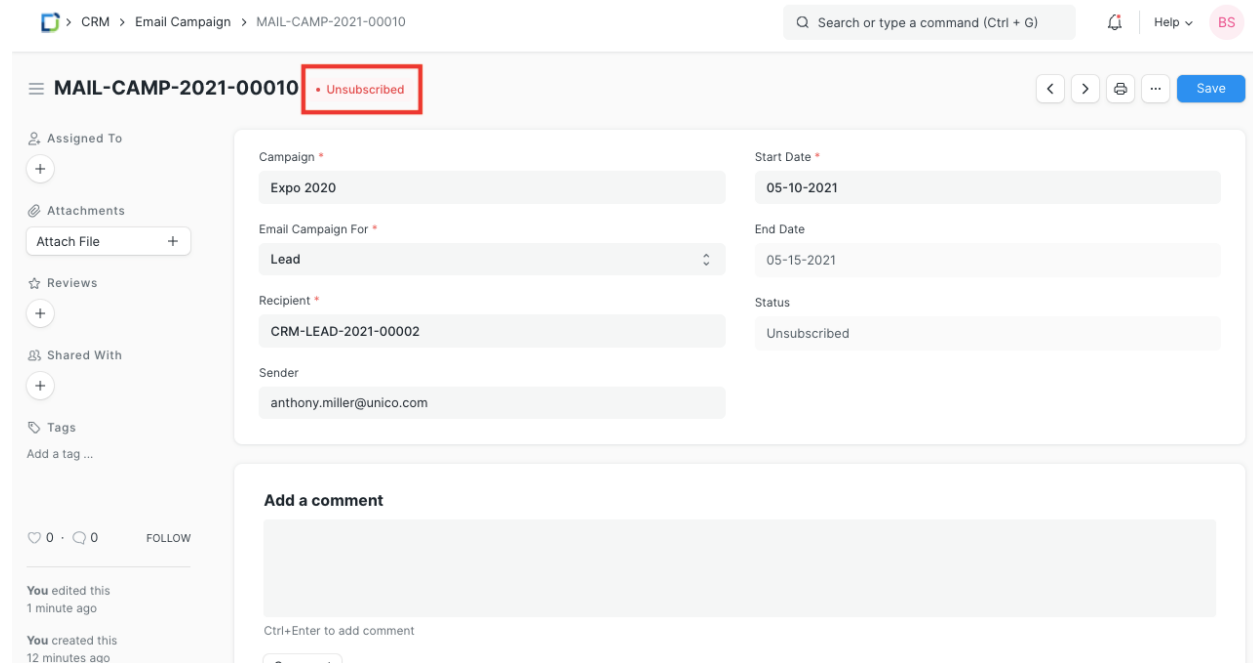 CRM > Email Campaign > MAIL-CAMP-2021-00010
Search or type a command (Ctrl + G)
Help
BS
MAIL-CAMP-2021-00010
• Unsubscribed
Save
Assigned To
Attachments
Attach File
Reviews
Shared With
Tags
Add a tag ...
0 · 0
FOLLOW
You edited this
1 minute ago
You created this
12 minutes ago
Campaign *
Expo 2020
Email Campaign For *
Lead
Recipient *
CRM-LEAD-2021-00002
Sender
anthony.miller@unico.com
Start Date *
05-10-2021
End Date
05-15-2021
Status
Unsubscribed
Add a comment
Ctrl+Enter to add comment